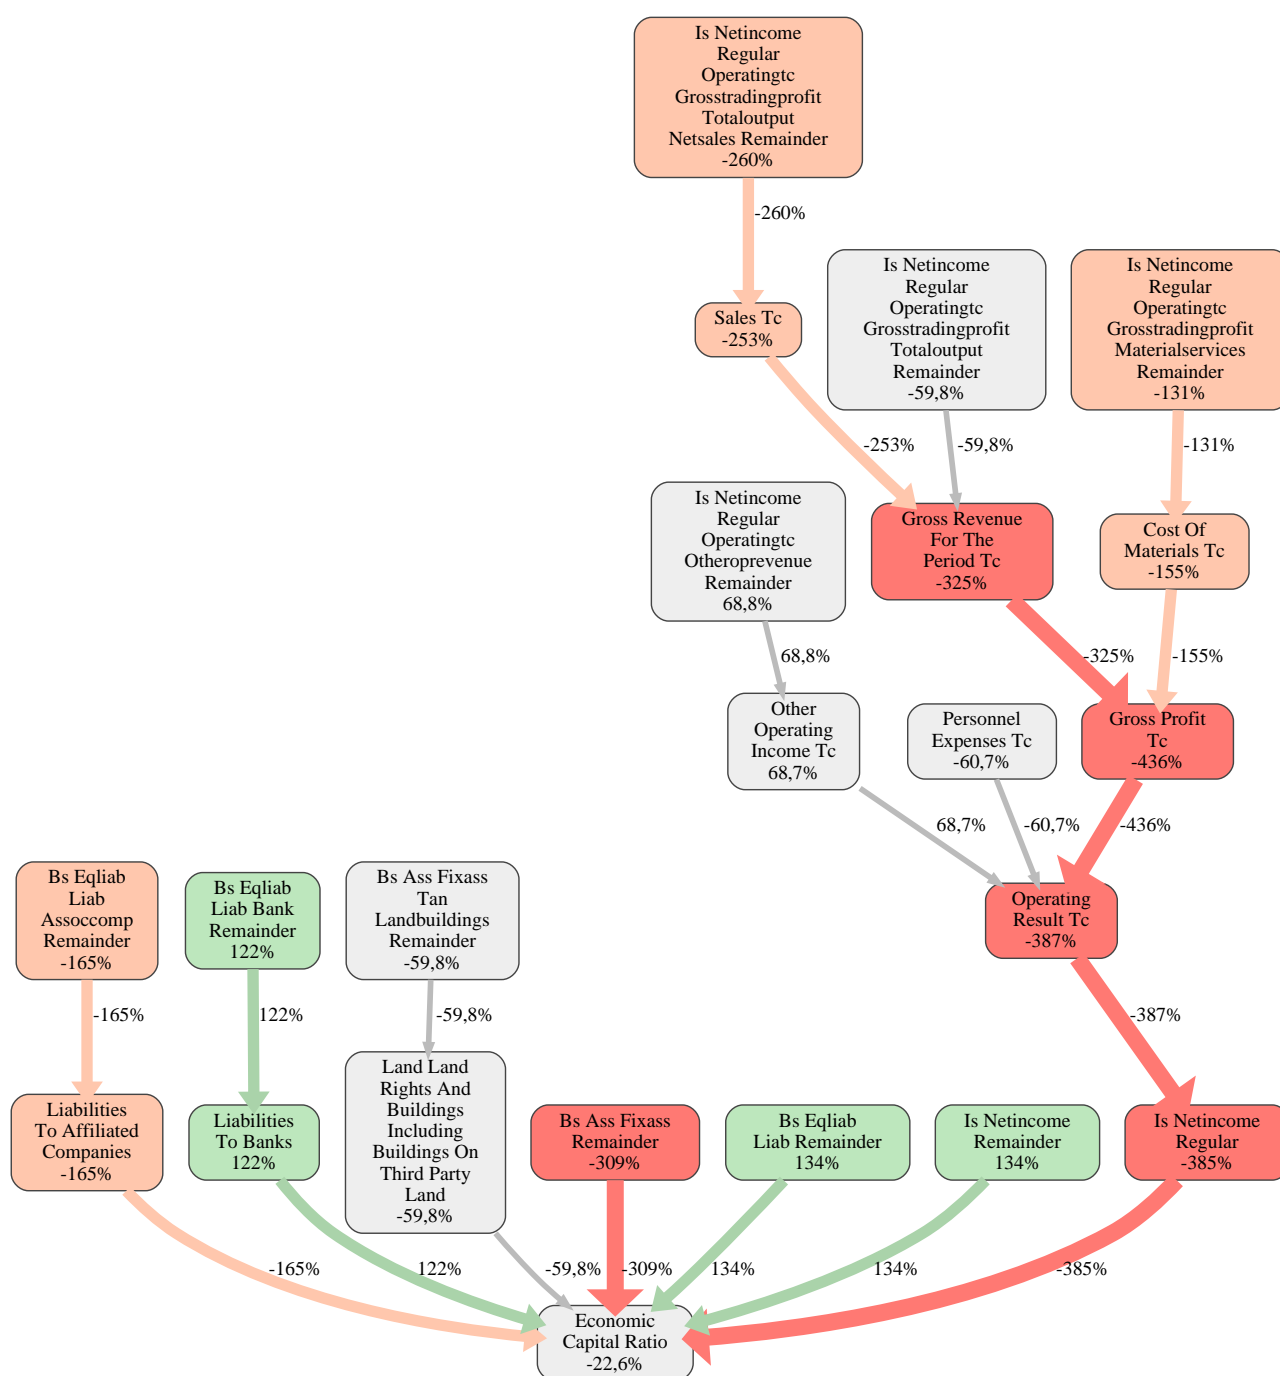 Is Netincome
Regular
Operatingtc
Grosstradingprofit
Totaloutput
Netsales Remainder
-260%
-260%
Is Netincome
Regular
Operatingtc
Grosstradingprofit
Totaloutput
Remainder
-59,8%
Is Netincome
Regular
Operatingtc
Grosstradingprofit
Materialservices
Remainder
-131%
Sales Tc
-253%
-253%
-59,8%
-131%
Is Netincome
Regular
Operatingtc
Otheroprevenue
Remainder
68,8%
Gross Revenue
For The
Period Tc
-325%
Cost Of
Materials Tc
-155%
68,8%
-325%
-155%
Other
Operating
Income Tc
68,7%
Personnel
Expenses Tc
-60,7%
Gross Profit
Tc
-436%
68,7%
-60,7%
-436%
Bs Eqliab
Liab
Assoccomp
Remainder
-165%
Bs Eqliab
Liab Bank
Remainder
122%
Bs Ass Fixass
Tan
Landbuildings
Remainder
-59,8%
Operating
Result Tc
-387%
-165%
122%
-59,8%
-387%
Liabilities
To Affiliated
Companies
-165%
Liabilities
To Banks
122%
Land Land
Rights And
Buildings
Including
Buildings On
Third Party
Land
-59,8%
Bs Ass Fixass
Remainder
-309%
Bs Eqliab
Liab Remainder
134%
Is Netincome
Remainder
134%
Is Netincome
Regular
-385%
-165%
122%
-59,8%
-309%
134%
134%
-385%
Economic
Capital Ratio
-22,6%